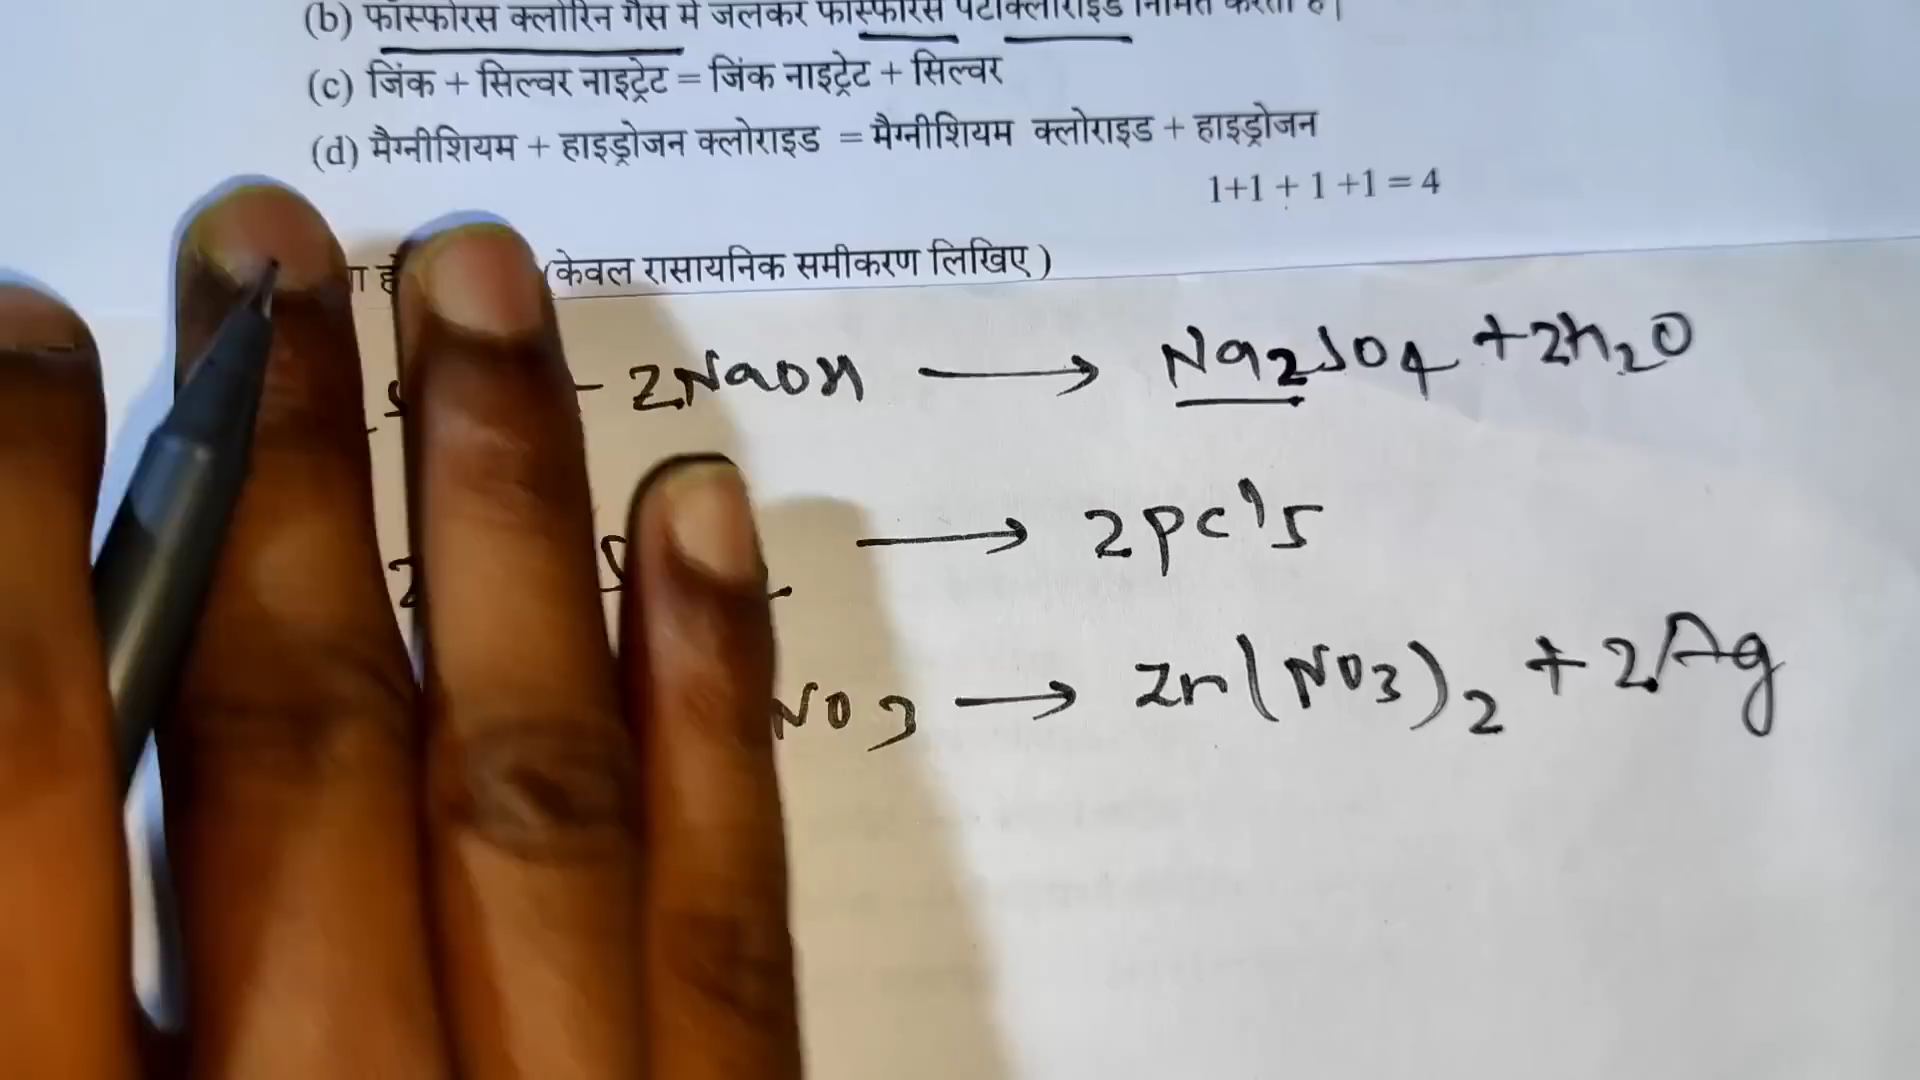 (b) फॉस्फोरस क्लोरिन गैस में जलकर फॉस्फोरस पेंटाक्लोराइड निर्मित करता है।
(c) जिंक + सिल्वर नाइट्रेट = जिंक नाइट्रेट + सिल्वर
(d) मैग्नीशियम + हाइड्रोजन क्लोराइड = मैग्नीशियम क्लोराइड + हाइड्रोजन
1+1 + 1 +1 = 4
(केवल रासायनिक समीकरण लिखिए )
2NaOH → Na2SO4 + 2H2O
→ 2PCl5
NO3 → Zn(NO3)2 + 2Ag